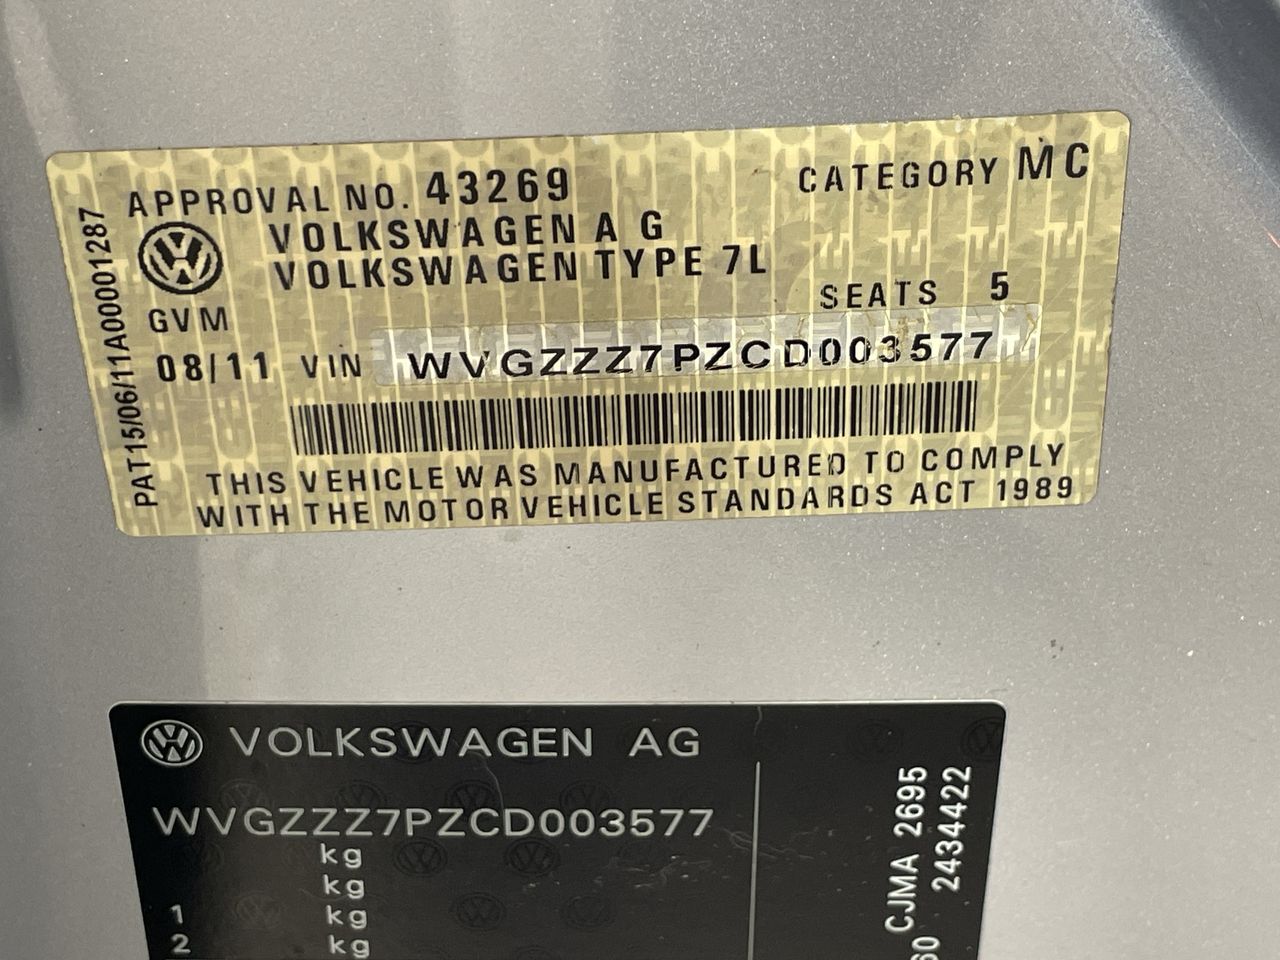 APPROVAL NO. 43269 CATEGORY MC
VOLKSWAGEN AG
VOLKSWAGEN TYPE 7L
SEATS 5
GVM
08/11 VIN WVGZZZ7PZCD003577
THIS VEHICLE WAS MANUFACTURED TO COMPLY
WITH THE MOTOR VEHICLE STANDARDS ACT 1989
PAT15/06/11A00001287
VOLKSWAGEN AG
WVGZZZ7PZCD003577
kg
kg
1 kg
2 kg
CJMA 2695
60 2434422